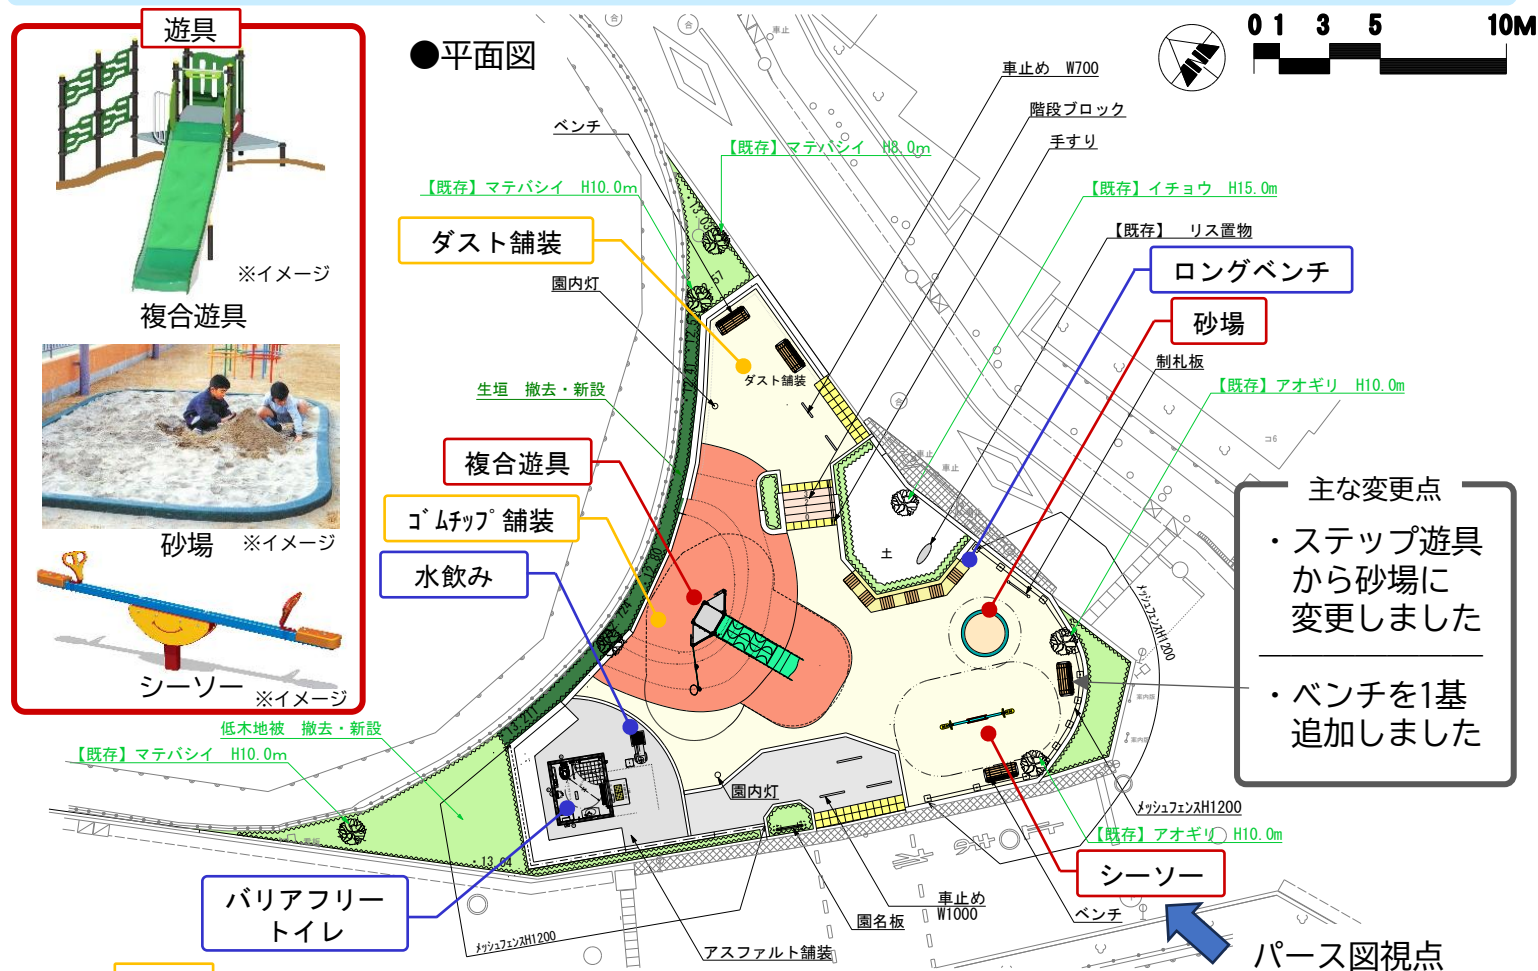 遊具
※イメージ
複合遊具
砂場
※イメージ
シーソー
※イメージ
●平面図
0 1 3 5 10M
車止め W700
階段ブロック
手すり
ベンチ
【既存】マテバシイ H8.0m
【既存】マテバシイ H10.0m
【既存】イチョウ H15.0m
ダスト舗装
【既存】 リス置物
ロングベンチ
園内灯
砂場
制札板
ダスト舗装
生垣 撤去・新設
【既存】アオギリ H10.0m
複合遊具
ゴムチップ舗装
水飲み
土
車止
車止
車止
メッシュフェンスH1200
主な変更点
・ステップ遊具
から砂場に
変更しました
・ベンチを1基
追加しました
低木地被 撤去・新設
【既存】マテバシイ H10.0m
園内灯
メッシュフェンスH1200
【既存】アオギリ H10.0m
シーソー
バリアフリー
トイレ
車止め
W1000
園名板
ベンチ
メッシュフェンスH1200
アスファルト舗装
パース図視点